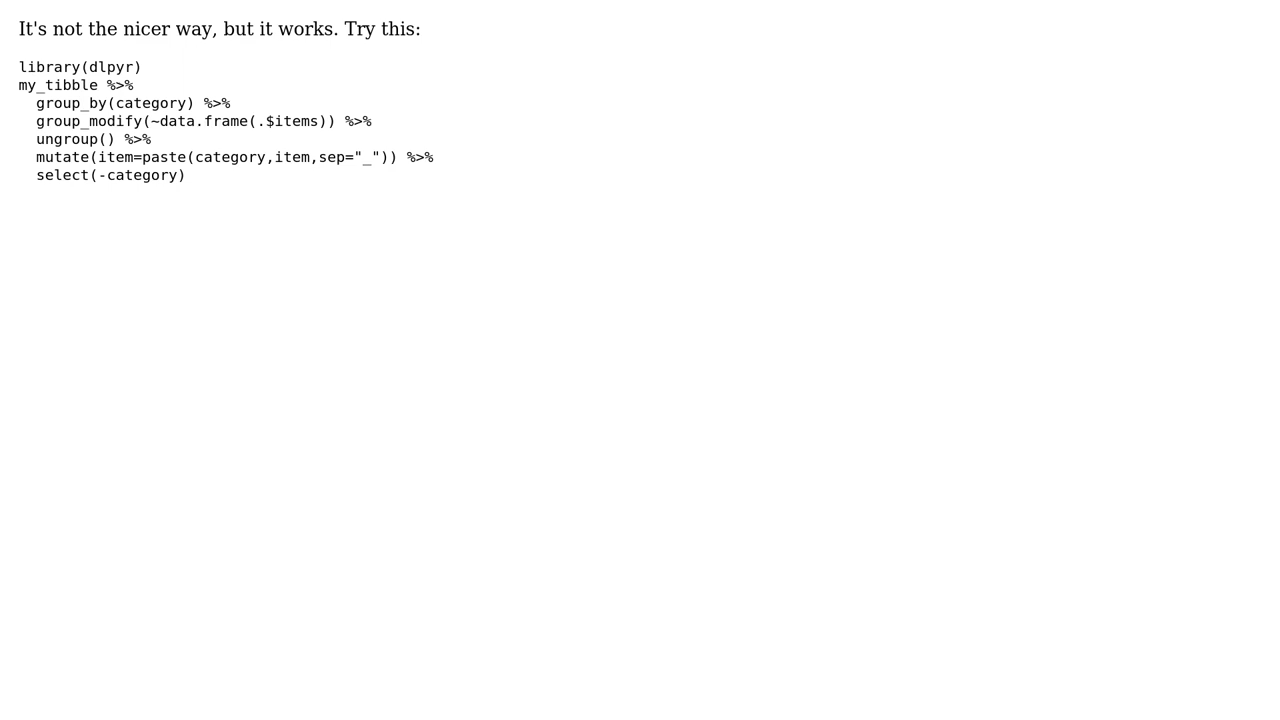 It's not the nicer way, but it works. Try this:
library(dlpyr)
my_tibble %>%
  group_by(category) %>%
  group_modify(~data.frame(.$items)) %>%
  ungroup() %>%
  mutate(item=paste(category,item,sep="_")) %>%
  select(-category)